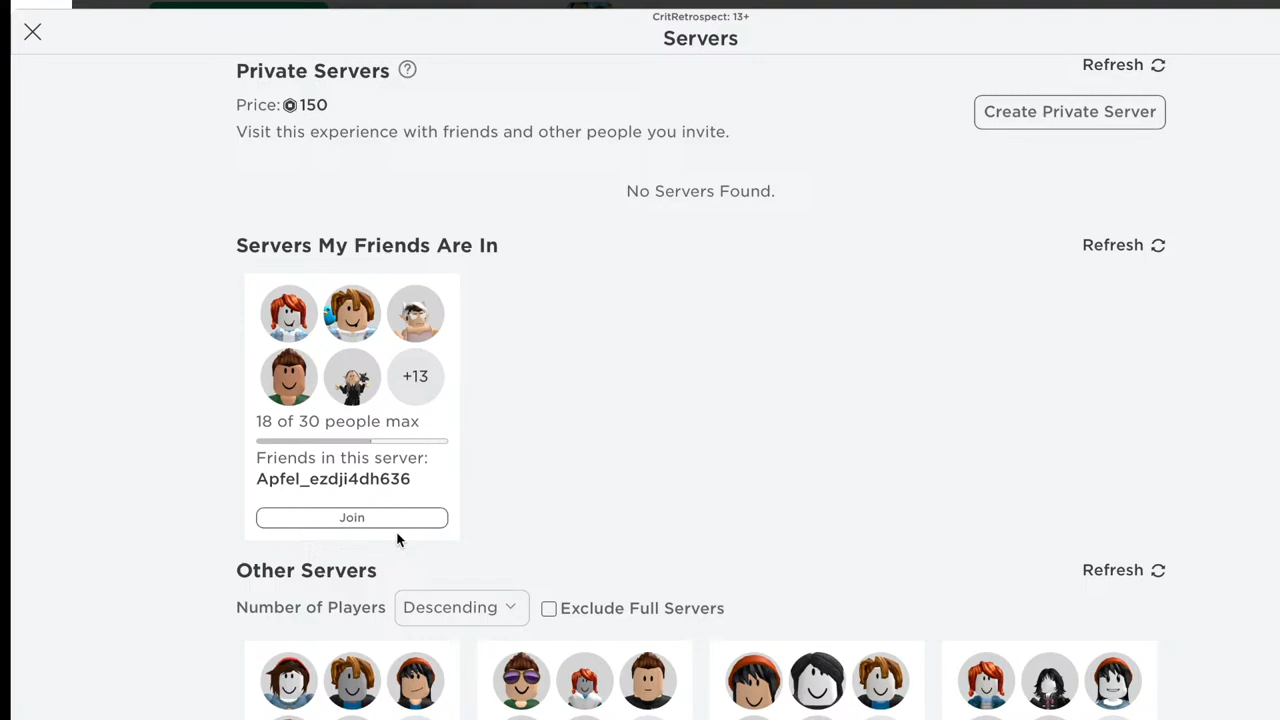 CritRetrospect: 13+
Servers
Private Servers
Refresh
Price: 150
Create Private Server
Visit this experience with friends and other people you invite.
No Servers Found.
Servers My Friends Are In
Refresh
+13
18 of 30 people max
Friends in this server:
Apfel_ezdji4dh636
Join
Other Servers
Refresh
Number of Players
Descending
Exclude Full Servers